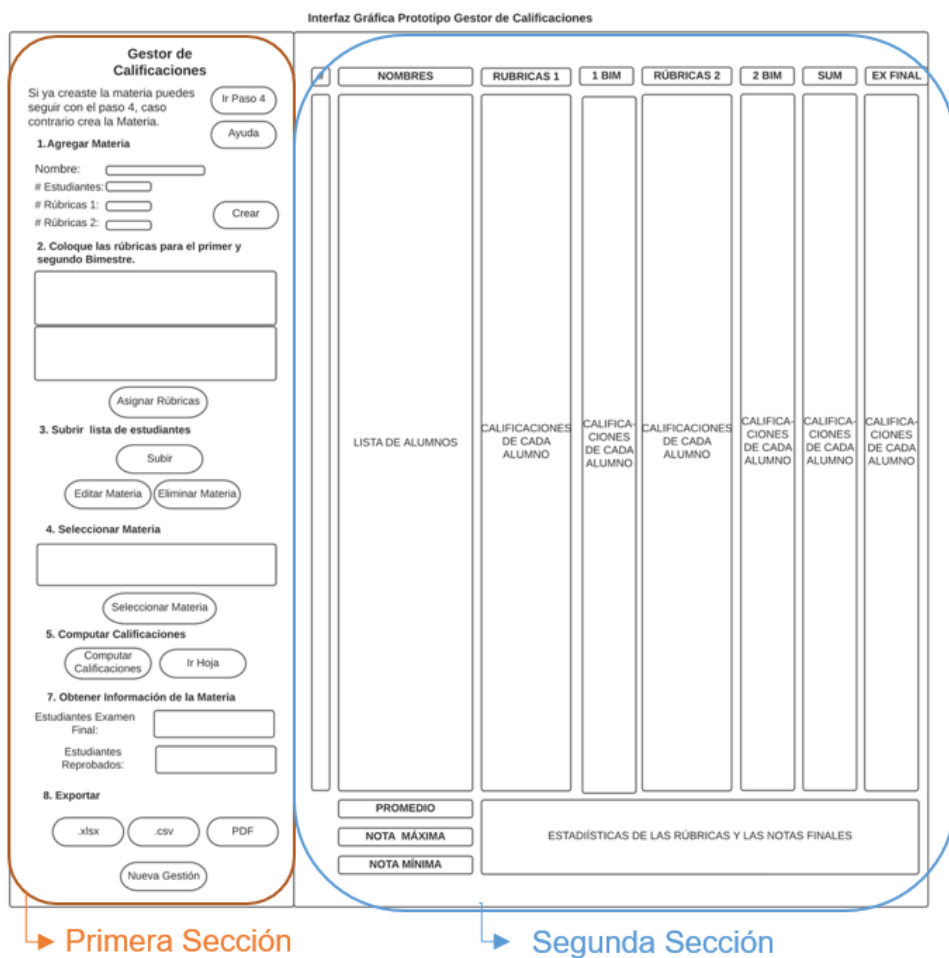 Interfaz Gráfica Prototipo Gestor de Calificaciones
Gestor de
Calificaciones
Si ya creaste la materia puedes
seguir con el paso 4, caso
contrario crea la Materia.
Ir Paso 4
Ayuda
1.Agregar Materia
Nombre:
# Estudiantes:
# Rúbricas 1:
# Rúbricas 2:
Crear
2. Coloque las rúbricas para el primer y
segundo Bimestre.
Asignar Rúbricas
3. Subrir lista de estudiantes
Subir
Editar Materia
Eliminar Materia
4. Seleccionar Materia
Seleccionar Materia
5. Computar Calificaciones
Computar
Calificaciones
Ir Hoja
7. Obtener Información de la Materia
Estudiantes Examen
Final:
Estudiantes
Reprobados:
8. Exportar
.xlsx
.csv
PDF
Nueva Gestión
#
NOMBRES
RUBRICAS 1
1 BIM
RÚBRICAS 2
2 BIM
SUM
EX FINAL
LISTA DE ALUMNOS
CALIFICACIONES
DE CADA
ALUMNO
CALIFICA-
CIONES
DE CADA
ALUMNO
CALIFICACIONES
DE CADA
ALUMNO
CALIFICA-
CIONES
DE CADA
ALUMNO
CALIFICA-
CIONES
DE CADA
ALUMNO
CALIFICA-
CIONES
DE CADA
ALUMNO
PROMEDIO
NOTA MÁXIMA
NOTA MÍNIMA
ESTADIÍSTICAS DE LAS RÚBRICAS Y LAS NOTAS FINALES
Primera Sección
Segunda Sección